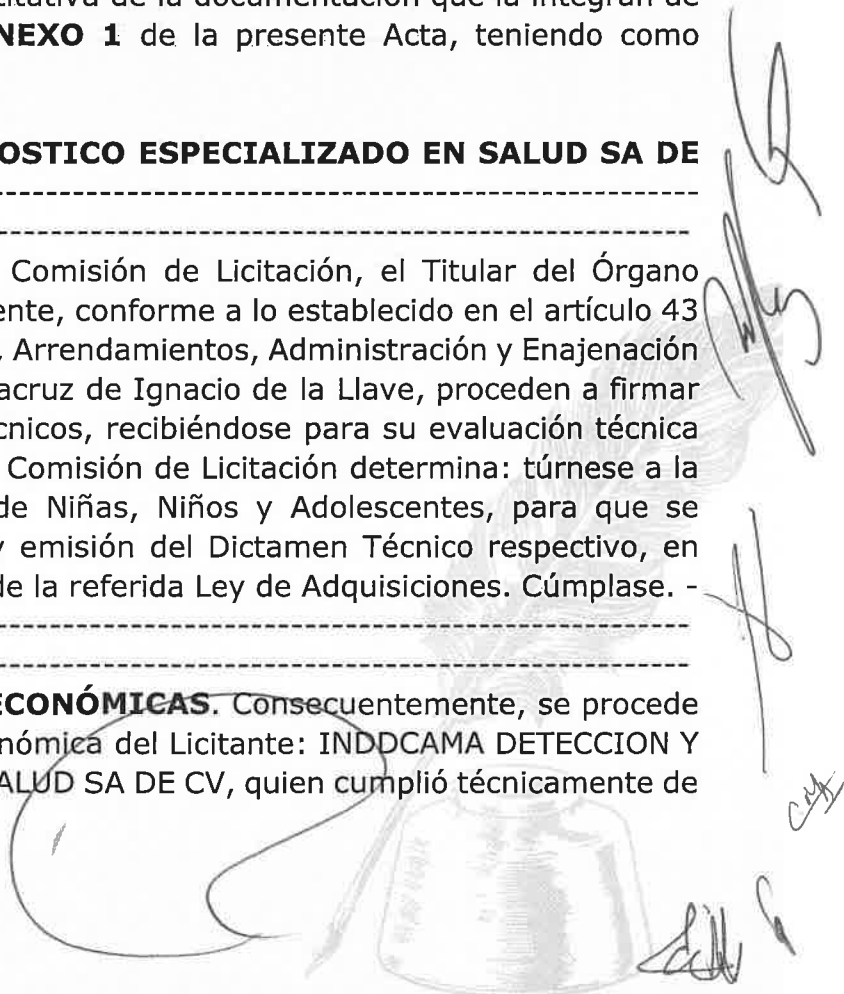 de la documentación que la integran de
NEXO 1 de la presente Acta, teniendo como
OSTICO ESPECIALIZADO EN SALUD SA DE
------------------------------------------------------------
------------------------------------------------------------
Comisión de Licitación, el Titular del Órgano
ente, conforme a lo establecido en el artículo 43
, Arrendamientos, Administración y Enajenación
acruz de Ignacio de la Llave, proceden a firmar
cnicos, recibiéndose para su evaluación técnica
Comisión de Licitación determina: túrnese a la
de Niñas, Niños y Adolescentes, para que se
y emisión del Dictamen Técnico respectivo, en
de la referida Ley de Adquisiciones. Cúmplase. -
------------------------------------------------------------
------------------------------------------------------------
ECONÓMICAS. Consecuentemente, se procede
nómica del Licitante: INDDCAMA DETECCION Y
ALUD SA DE CV, quien cumplió técnicamente de